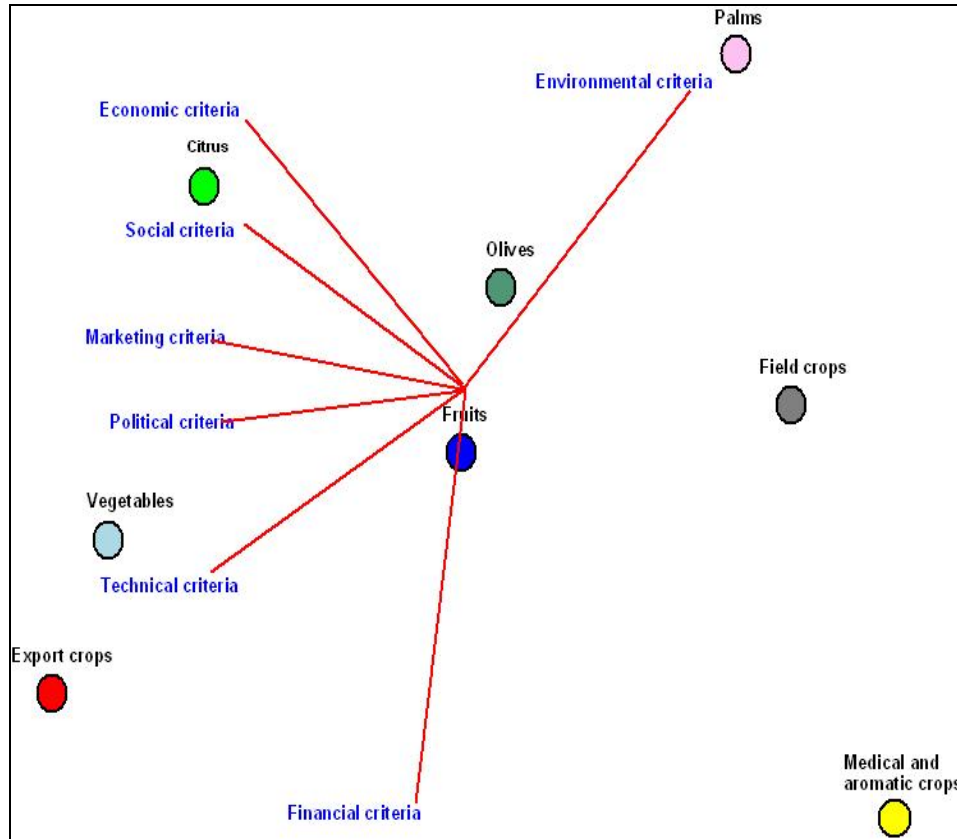 Palms
Environmental criteria
Economic criteria
Citrus
Social criteria
Olives
Marketing criteria
Field crops
Political criteria
Fruits
Vegetables
Technical criteria
Export crops
Medical and
aromatic crops
Financial criteria